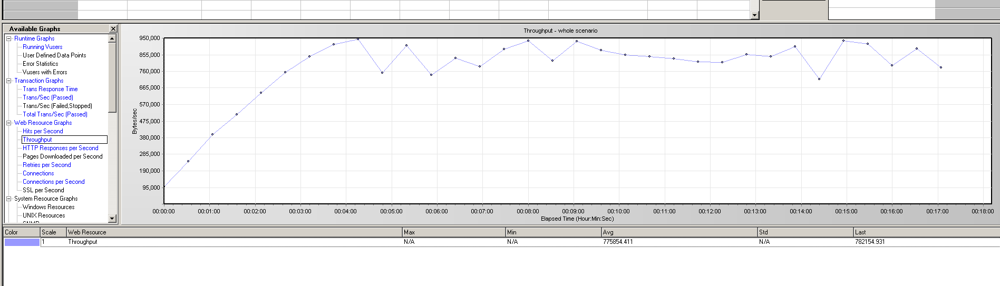 Available Graphs
Runtime Graphs
Running Vusers
User Defined Data Points
Error Statistics
Vusers with Errors
Transaction Graphs
Trans Response Time
Trans/Sec (Passed)
Trans/Sec (Failed,Stopped)
Total Trans/Sec (Passed)
Web Resource Graphs
Hits per Second
Throughput
HTTP Responses per Second
Pages Downloaded per Second
Retries per Second
Connections
Connections per Second
SSL per Second
System Resource Graphs
Windows Resources
UNIX Resources
Throughput - whole scenario
950,000
855,000
760,000
665,000
570,000
475,000
380,000
285,000
190,000
95,000
Bytes/sec
00:00:00 00:01:00 00:02:00 00:03:00 00:04:00 00:05:00 00:06:00 00:07:00 00:08:00 00:09:00 00:10:00 00:11:00 00:12:00 00:13:00 00:14:00 00:15:00 00:16:00 00:17:00 00:18:00
Elapsed Time (Hour:Min:Sec)
Color Scale Web Resource Max Min Avg Std Last
1 Throughput N/A N/A 775854.411 N/A 782154.931